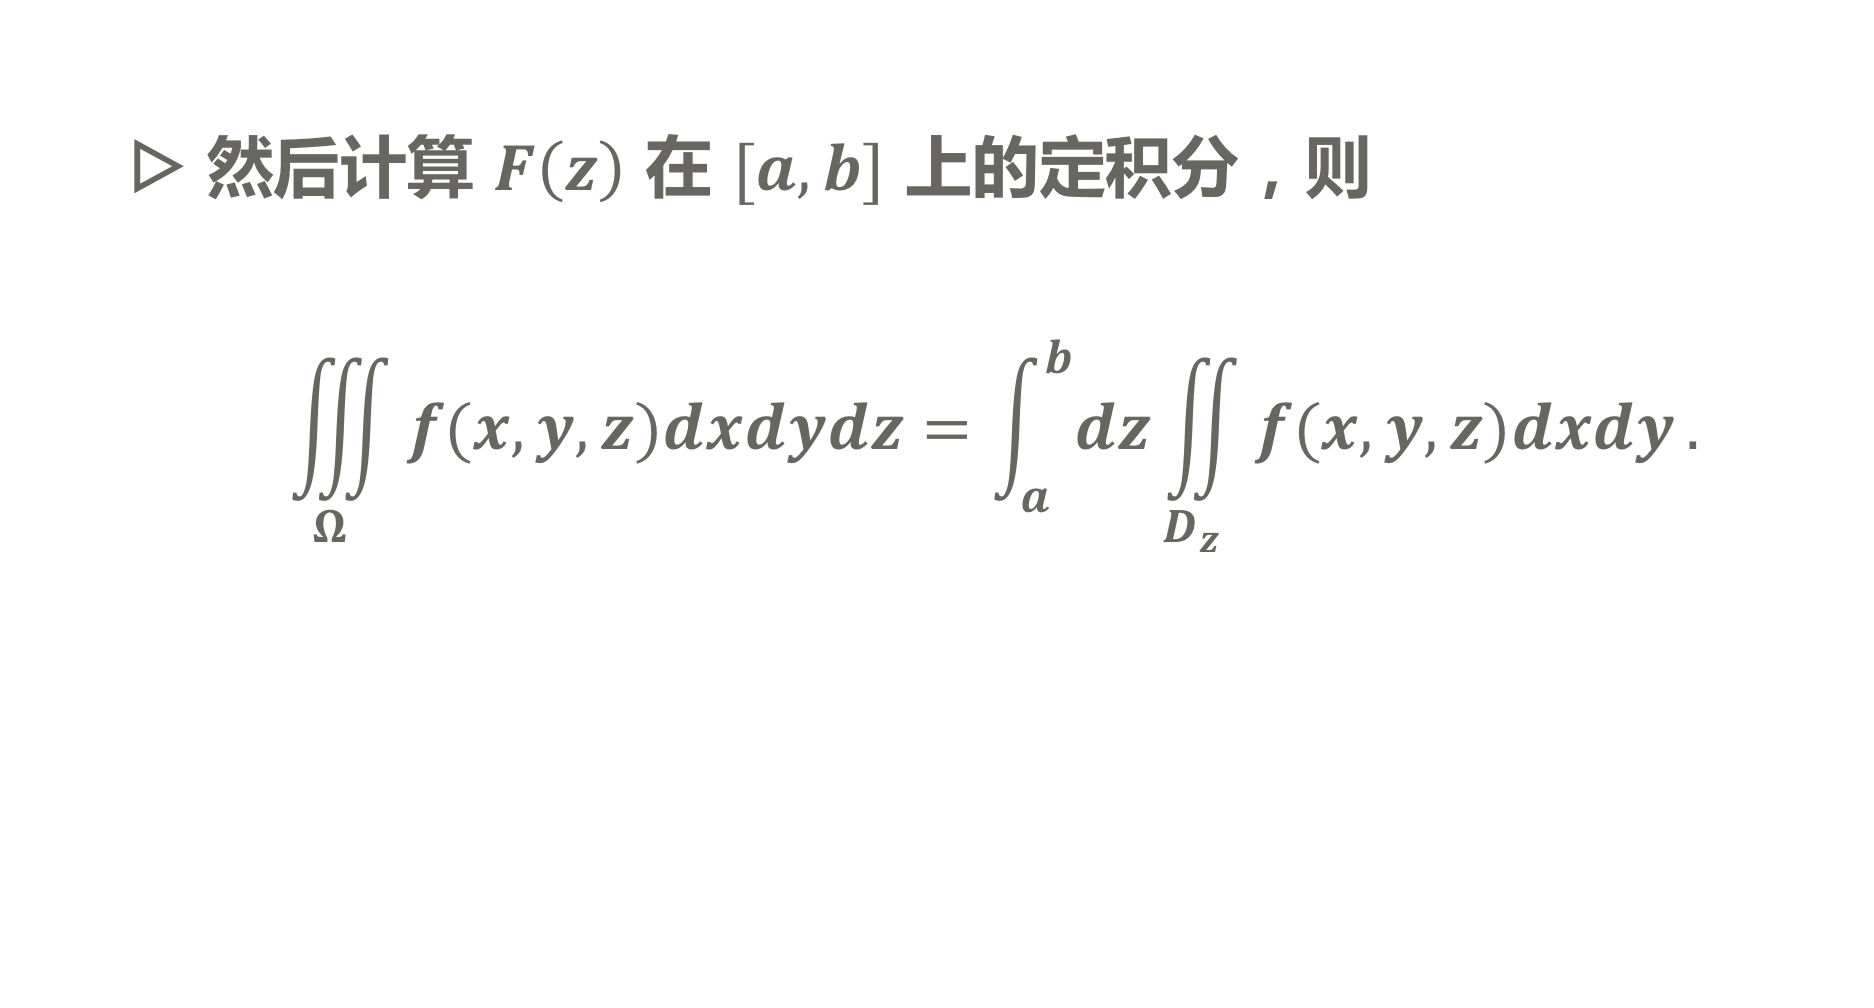 ▷ 然后计算 F(z) 在 [a, b] 上的定积分，则
∭_Ω f(x, y, z)dxdydz = ∫_a^b dz ∬_{D_z} f(x, y, z)dxdy .